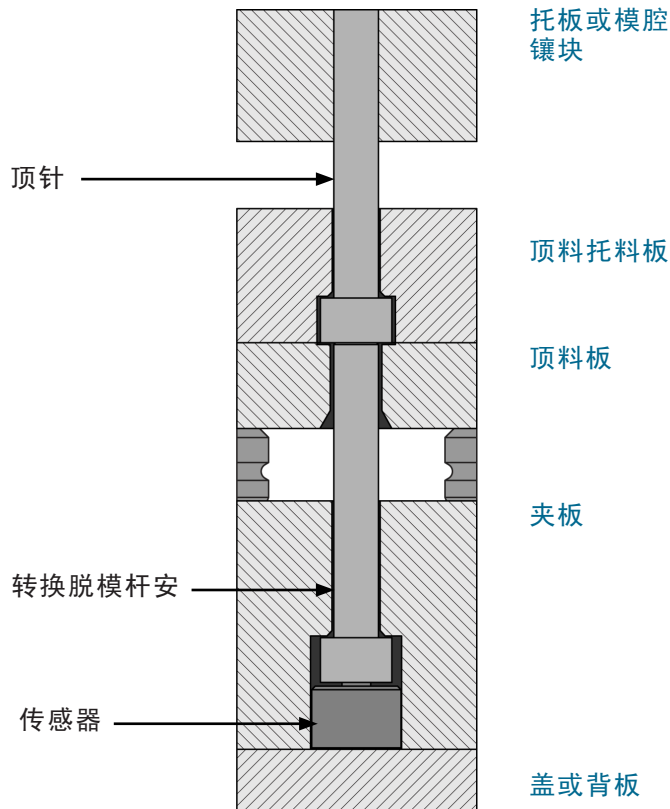 托板或模腔
镶块
顶针
顶料托料板
顶料板
夹板
转换脱模杆安
传感器
盖或背板